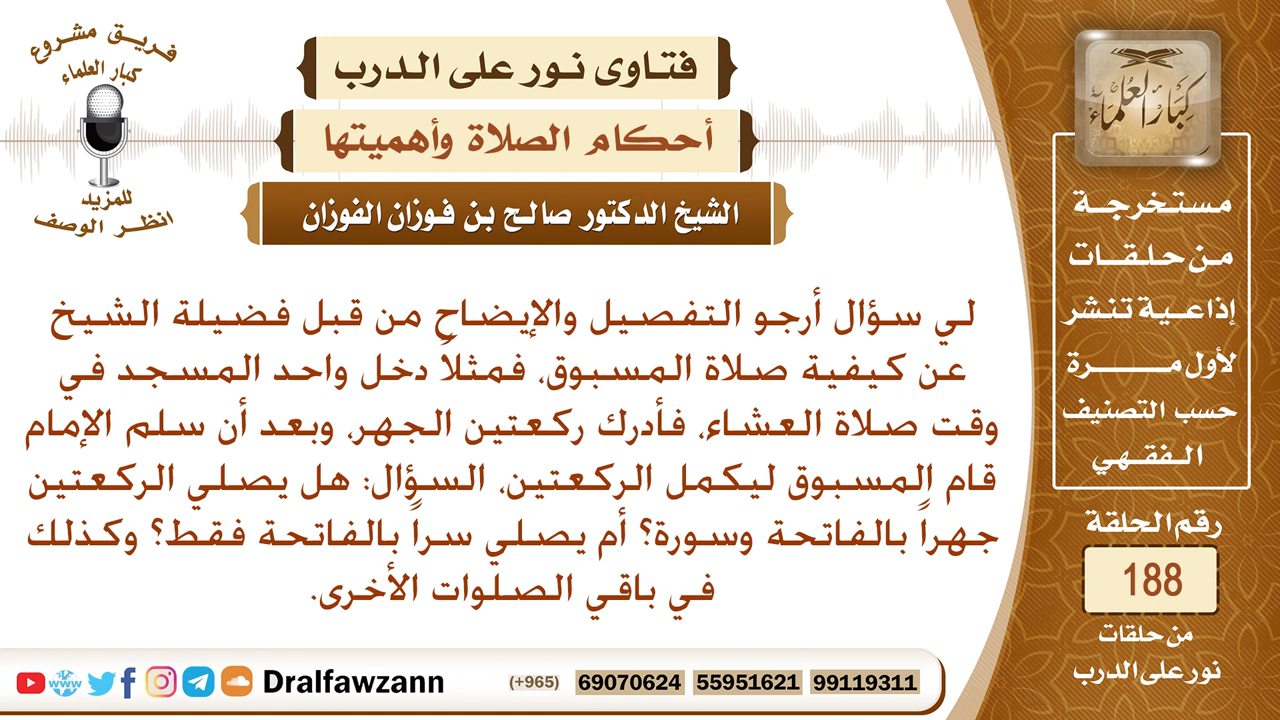 فريق مشروع
كبار العلماء
للمزيد
انظر الوصف
فتاوى نور على الدرب
أحكام الصلاة وأهميتها
الشيخ الدكتور صالح بن فوزان الفوزان
لي سؤال أرجو التفصيل والإيضاح من قبل فضيلة الشيخ
عن كيفية صلاة المسبوق، فمثلاً دخل واحد المسجد في
وقت صلاة العشاء، فأدرك ركعتين الجهر، وبعد أن سلم الإمام
قام المسبوق ليكمل الركعتين، السؤال: هل يصلي الركعتين
جهراً بالفاتحة وسورة؟ أم يصلي سراً بالفاتحة فقط؟ وكذلك
في باقي الصلوات الأخرى.
كبار العلماء
مستخرجة
من حلقات
إذاعية تنشر
لأول مرة
حسب التصنيف
الفقهي
رقم الحلقة
188
من حلقات
نور على الدرب
www
Dralfawzann
(+965) 69070624 55951621 99119311